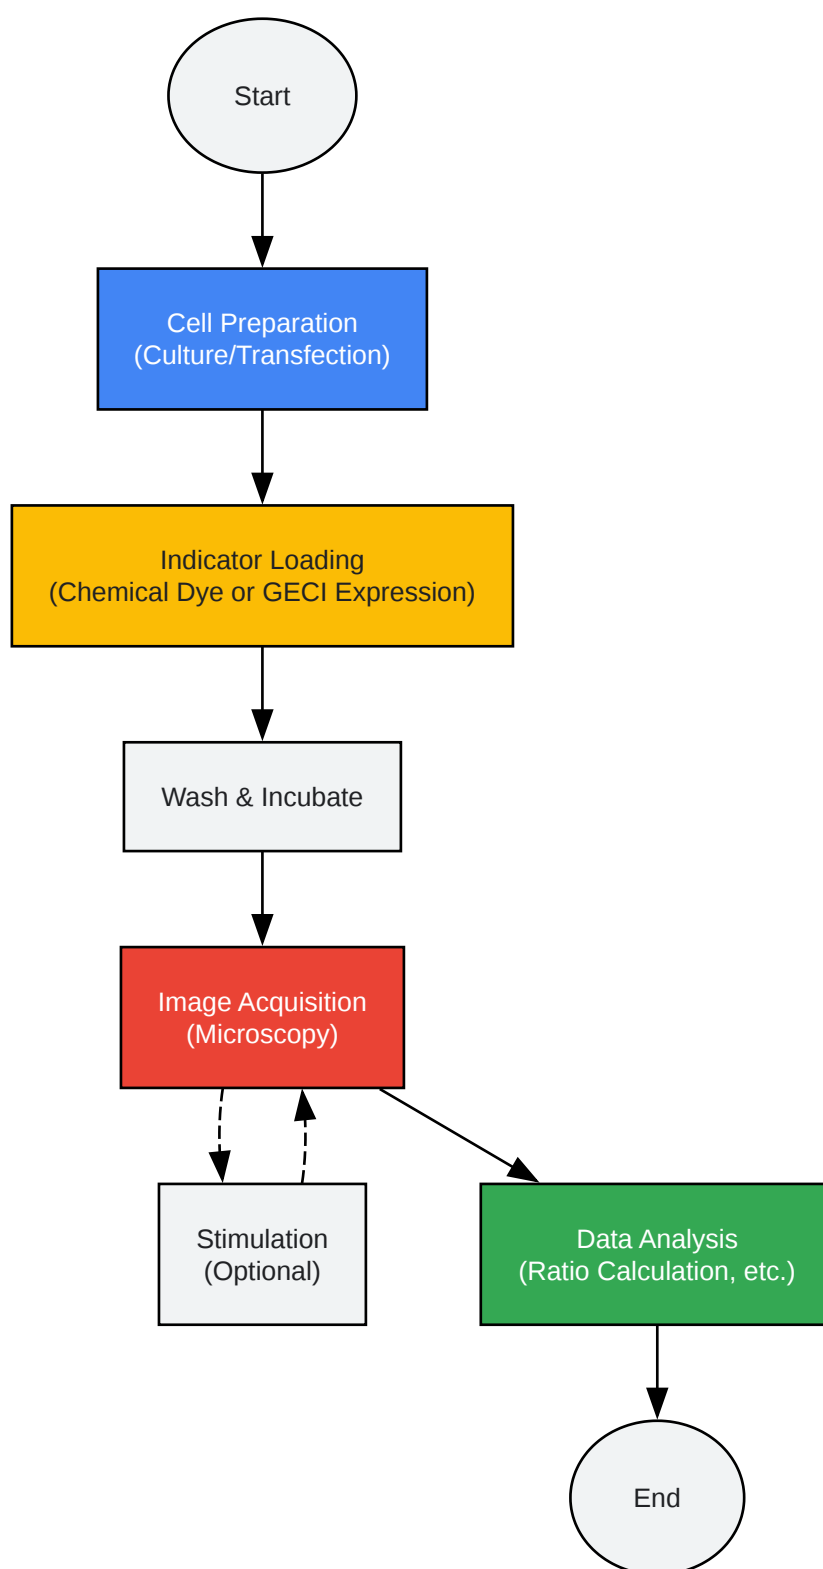 Start
Cell Preparation
(Culture/Transfection)
Indicator Loading
(Chemical Dye or GECI Expression)
Wash & Incubate
Image Acquisition
(Microscopy)
Stimulation
(Optional)
Data Analysis
(Ratio Calculation, etc.)
End